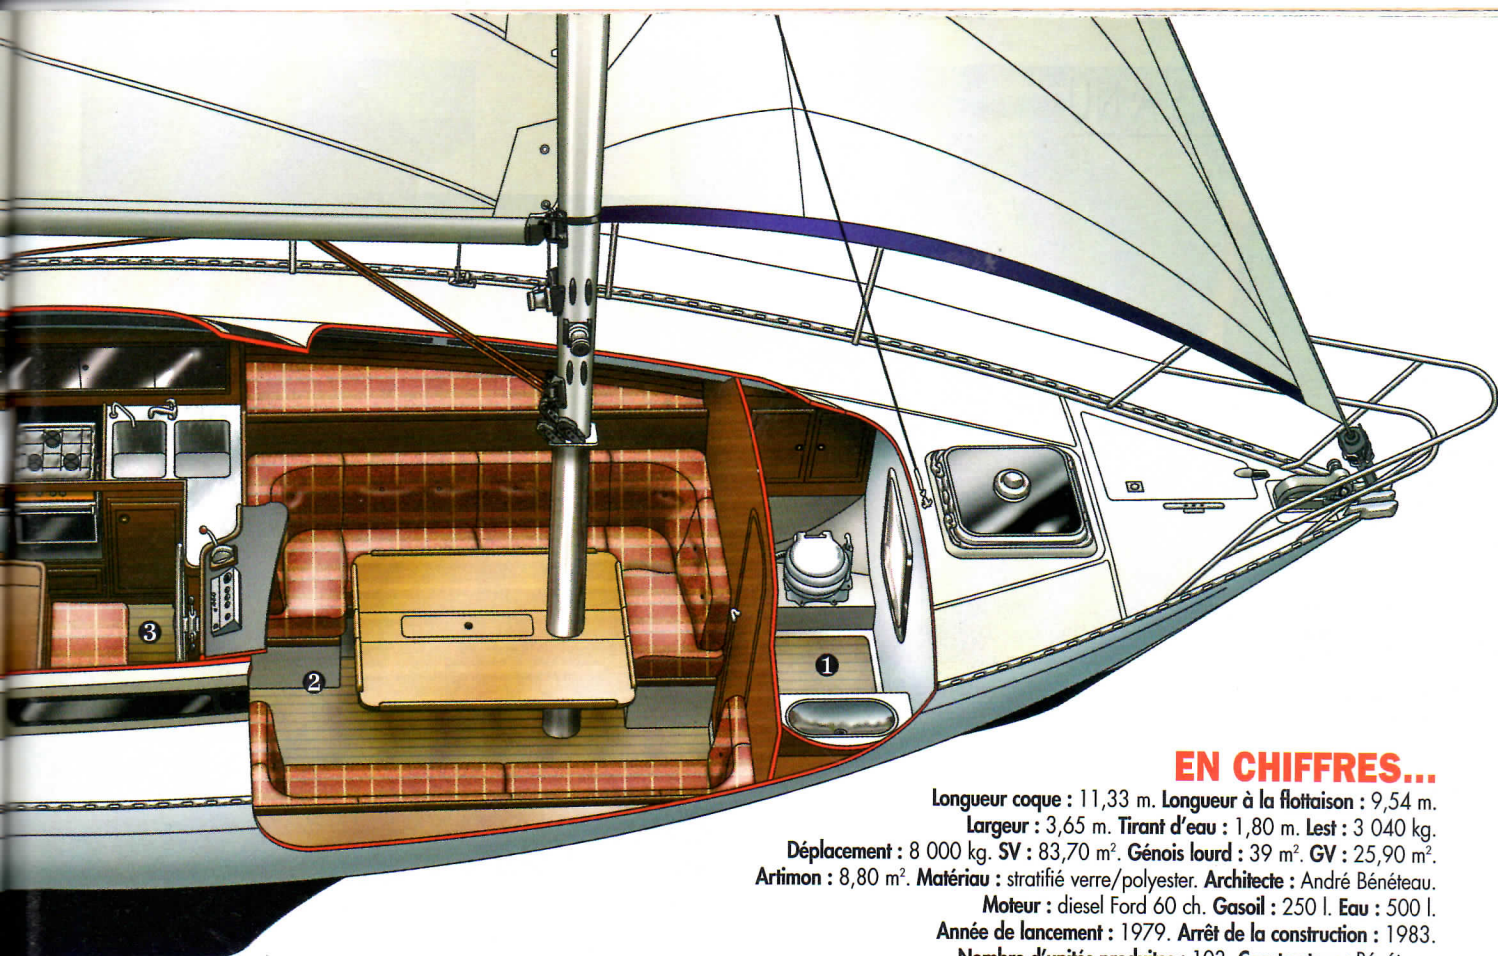 3
2
1
EN CHIFFRES...
Longueur coque : 11,33 m. Longueur à la flottaison : 9,54 m.
Largeur : 3,65 m. Tirant d'eau : 1,80 m. Lest : 3 040 kg.
Déplacement : 8 000 kg. SV : 83,70 m². Génois lourd : 39 m². GV : 25,90 m².
Artimon : 8,80 m². Matériau : stratifié verre/polyester. Architecte : André Bénéteau.
Moteur : diesel Ford 60 ch. Gasoil : 250 l. Eau : 500 l.
Année de lancement : 1979. Arrêt de la construction : 1983.
Nombre d'unités produites :